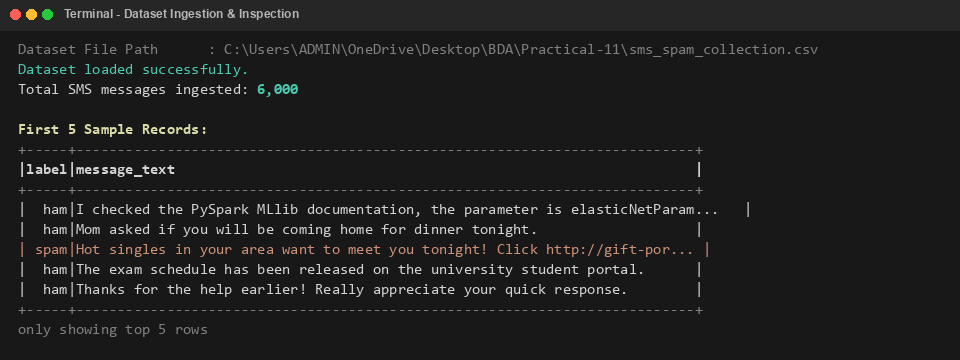 Terminal - Dataset Ingestion & Inspection
Dataset File Path      : C:\Users\ADMIN\OneDrive\Desktop\BDA\Practical-11\sms_spam_collection.csv
Dataset loaded successfully.
Total SMS messages ingested: 6,000
First 5 Sample Records:
+-----+--------------------------------------------------------------------------+
|label|message_text                                                              |
+-----+--------------------------------------------------------------------------+
|  ham|I checked the PySpark MLlib documentation, the parameter is elasticNetParam...   |
|  ham|Mom asked if you will be coming home for dinner tonight.                   |
| spam|Hot singles in your area want to meet you tonight! Click http://gift-por... |
|  ham|The exam schedule has been released on the university student portal.      |
|  ham|Thanks for the help earlier! Really appreciate your quick response.        |
+-----+--------------------------------------------------------------------------+
only showing top 5 rows